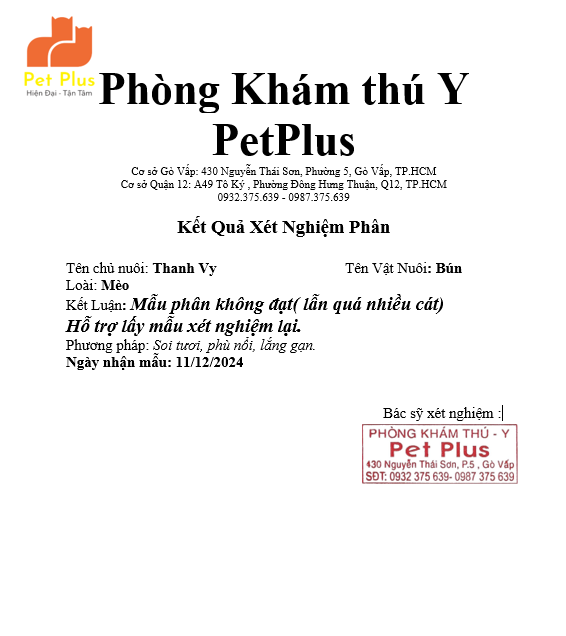 Pet Plus
Hiện Đại - Tận Tâm
Phòng Khám thú Y
PetPlus
Cơ sở Gò Vấp: 430 Nguyễn Thái Sơn, Phường 5, Gò Vấp, TP.HCM
Cơ sở Quận 12: A49 Tô Ký , Phường Đông Hưng Thuận, Q12, TP.HCM
0932.375.639 - 0987.375.639
Kết Quả Xét Nghiệm Phân
Tên chủ nuôi: Thanh Vy Tên Vật Nuôi: Bún
Loài: Mèo
Kết Luận: Mẫu phân không đạt( lẫn quá nhiều cát)
Hỗ trợ lấy mẫu xét nghiệm lại.
Phương pháp: Soi tươi, phù nổi, lắng gạn.
Ngày nhận mẫu: 11/12/2024
Bác sỹ xét nghiệm :
PHÒNG KHÁM THÚ - Y
Pet Plus
430 Nguyễn Thái Sơn, P.5 , Gò Vấp
SĐT: 0932 375 639- 0987 375 639